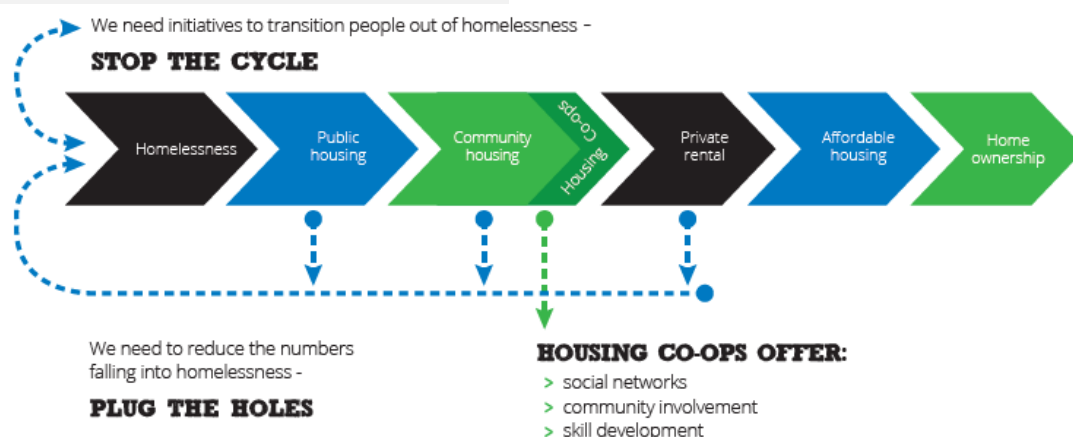 We need initiatives to transition people out of homelessness –
STOP THE CYCLE
Homelessness
Public
housing
Community
housing
Housing Co-ops
Private
rental
Affordable
housing
Home
ownership
We need to reduce the numbers
falling into homelessness -
PLUG THE HOLES
HOUSING CO-OPS OFFER:
> social networks
> community involvement
> skill development